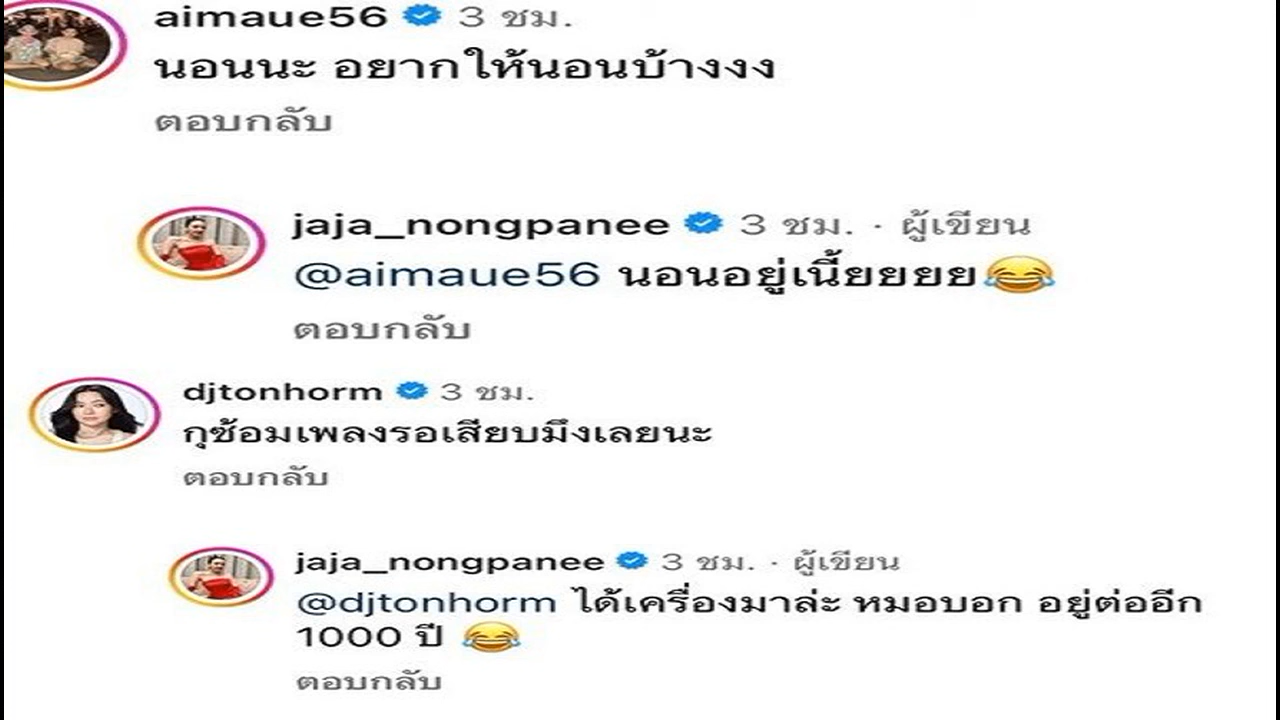 aimaue56 3 ชม.
นอนนะ อยากให้นอนบ้างงง
ตอบกลับ
jaja_nongpanee 3 ชม. · ผู้เขียน
@aimaue56 นอนอยู่เนี้ยยยย😂
ตอบกลับ
djtonhorm 3 ชม.
กุซ้อมเพลงรอเสียบมึงเลยนะ
ตอบกลับ
jaja_nongpanee 3 ชม. · ผู้เขียน
@djtonhorm ได้เครื่องมาล่ะ หมอบอก อยู่ต่ออีก
1000 ปี 😂
ตอบกลับ